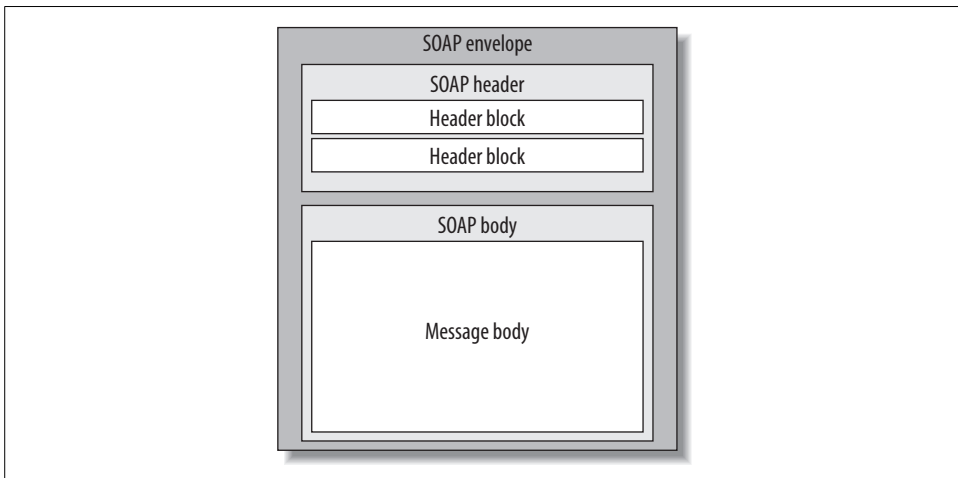 SOAP envelope
SOAP header
Header block
Header block
SOAP body
Message body